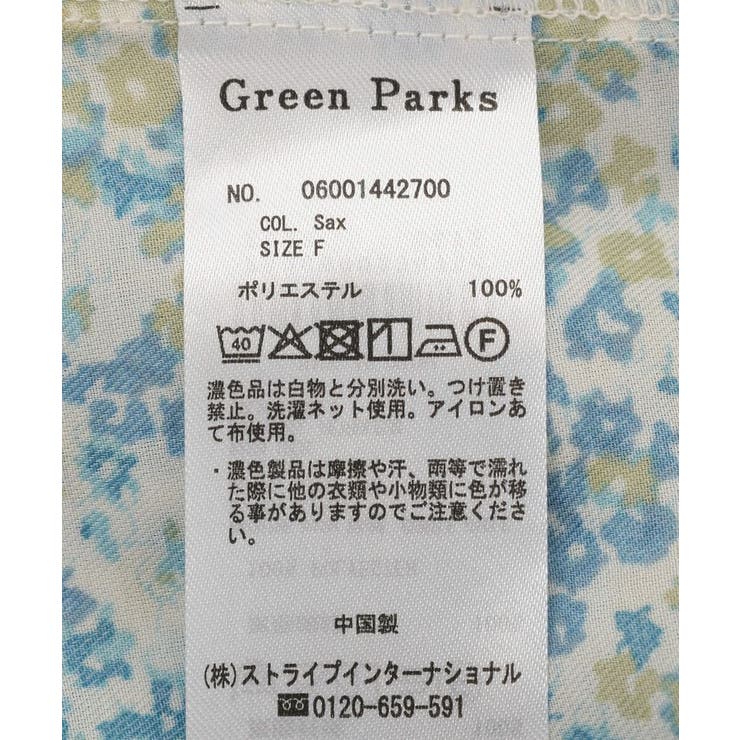 Green Parks
NO. 06001442700
COL. Sax
SIZE F
ポリエステル 100%
40 F
濃色品は白物と分別洗い。つけ置き
禁止。洗濯ネット使用。アイロンあ
て布使用。
・濃色製品は摩擦や汗、雨等で濡れ
た際に他の衣類や小物類に色が移
る事がありますのでご注意くださ
い。
中国製
(株)ストライプインターナショナル
0120-659-591